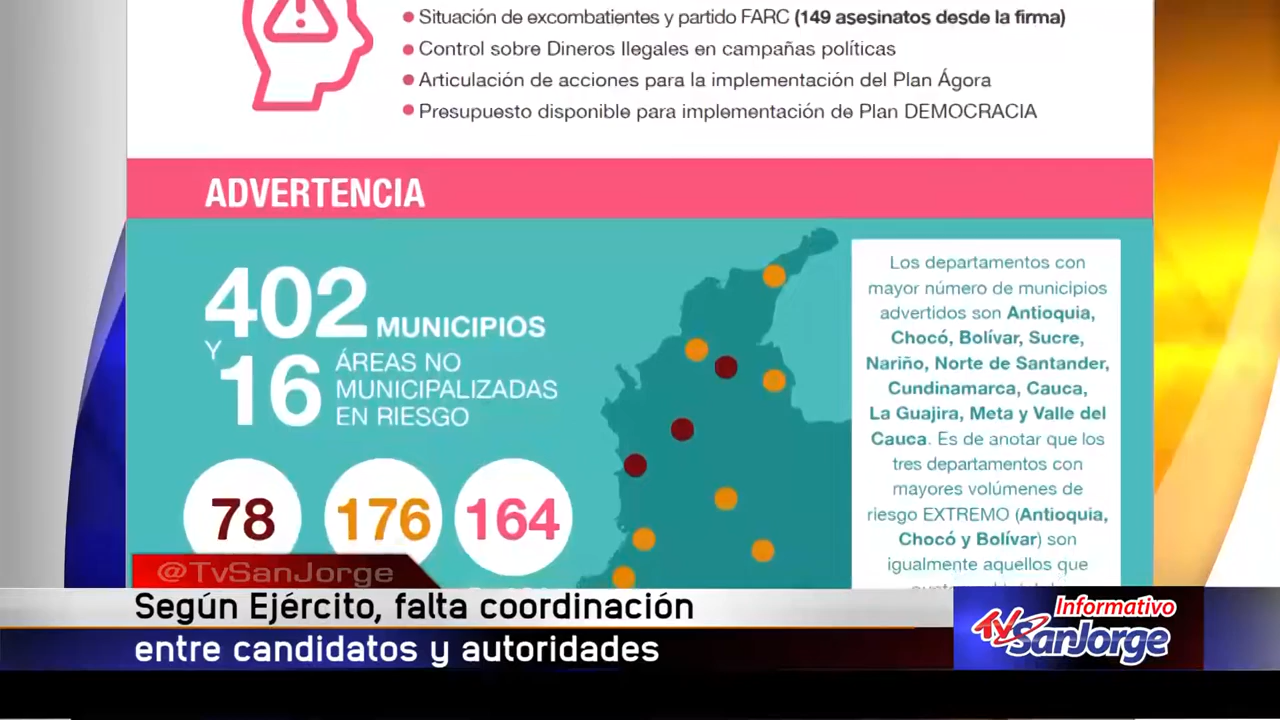 Situación de excombatientes y partido FARC (149 asesinatos desde la firma)
Control sobre Dineros Ilegales en campañas políticas
Articulación de acciones para la implementación del Plan Ágora
Presupuesto disponible para implementación de Plan DEMOCRACIA
ADVERTENCIA
402 MUNICIPIOS
Y
16 ÁREAS NO
MUNICIPALIZADAS
EN RIESGO
78
176
164
Los departamentos con
mayor número de municipios
advertidos son Antioquia,
Chocó, Bolívar, Sucre,
Nariño, Norte de Santander,
Cundinamarca, Cauca,
La Guajira, Meta y Valle del
Cauca. Es de anotar que los
tres departamentos con
mayores volúmenes de
riesgo EXTREMO (Antioquia,
Chocó y Bolívar) son
igualmente aquellos que
@TvSanJorge
Según Ejército, falta coordinación
entre candidatos y autoridades
Informativo
TV SanJorge